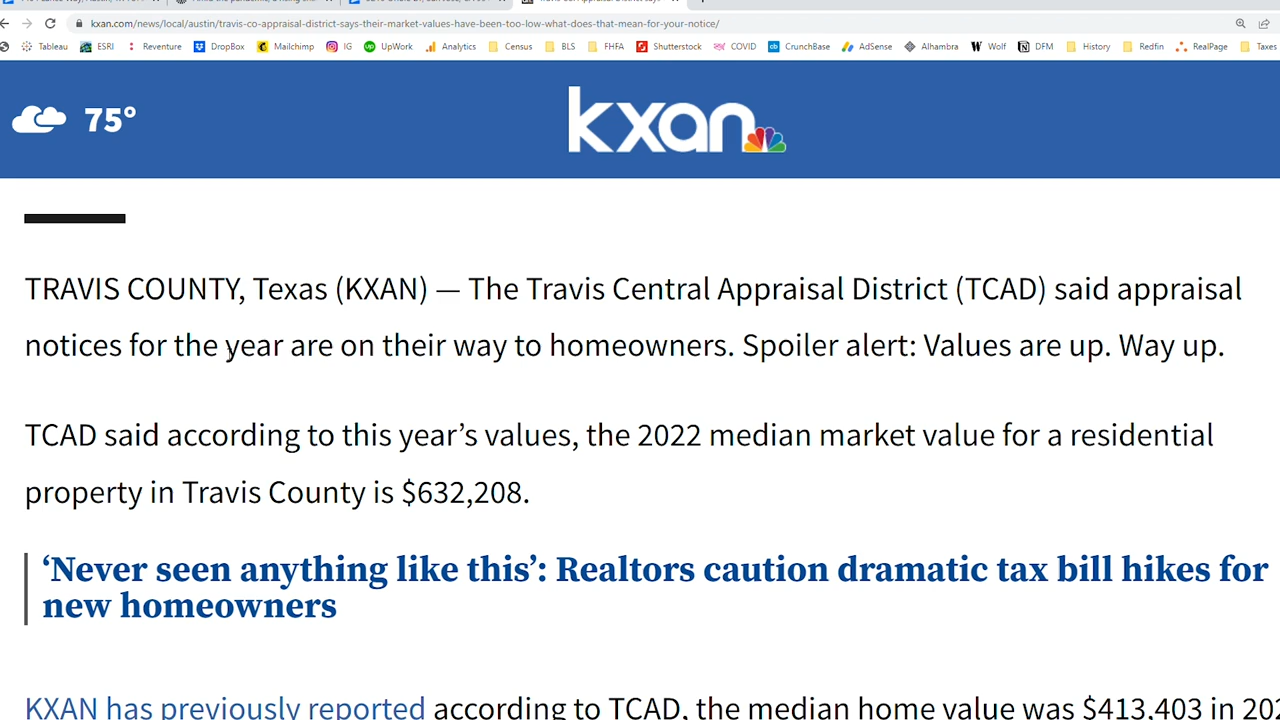 kxan.com/news/local/austin/travis-co-appraisal-district-says-their-market-values-have-been-too-low-what-does-that-mean-for-your-notice/
Tableau ESRI Reventure DropBox Mailchimp IG UpWork Analytics Census BLS FHFA Shutterstock COVID CrunchBase AdSense Alhambra Wolf DFM History Redfin RealPage Taxes
75° kxan
TRAVIS COUNTY, Texas (KXAN) — The Travis Central Appraisal District (TCAD) said appraisal
notices for the year are on their way to homeowners. Spoiler alert: Values are up. Way up.
TCAD said according to this year’s values, the 2022 median market value for a residential
property in Travis County is $632,208.
‘Never seen anything like this’: Realtors caution dramatic tax bill hikes for
new homeowners
KXAN has previously reported according to TCAD, the median home value was $413,403 in